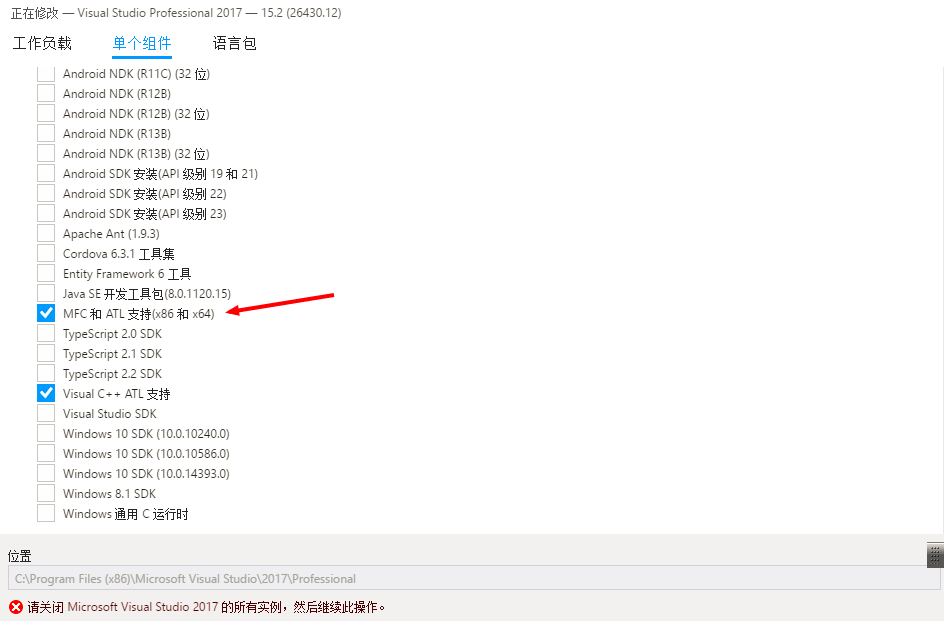 正在修改 — Visual Studio Professional 2017 — 15.2 (26430.12)
工作负载 单个组件 语言包
Android NDK (R11C) (32 位)
Android NDK (R12B)
Android NDK (R12B) (32 位)
Android NDK (R13B)
Android NDK (R13B) (32 位)
Android SDK 安装(API 级别 19 和 21)
Android SDK 安装(API 级别 22)
Android SDK 安装(API 级别 23)
Apache Ant (1.9.3)
Cordova 6.3.1 工具集
Entity Framework 6 工具
Java SE 开发工具包(8.0.1120.15)
MFC 和 ATL 支持(x86 和 x64)
TypeScript 2.0 SDK
TypeScript 2.1 SDK
TypeScript 2.2 SDK
Visual C++ ATL 支持
Visual Studio SDK
Windows 10 SDK (10.0.10240.0)
Windows 10 SDK (10.0.10586.0)
Windows 10 SDK (10.0.14393.0)
Windows 8.1 SDK
Windows 通用 C 运行时
位置
C:\Program Files (x86)\Microsoft Visual Studio\2017\Professional
请关闭 Microsoft Visual Studio 2017 的所有实例，然后继续此操作。